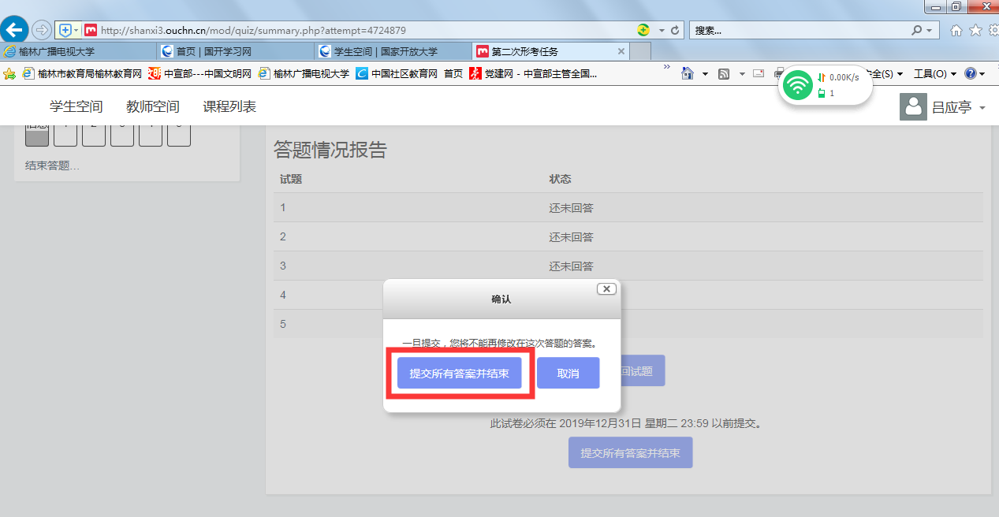 http://shanxi3.ouchn.cn/mod/quiz/summary.php?attempt=4724879
搜索...
榆林广播电视大学
首页 | 国开学习网
学生空间 | 国家开放大学
第二次形考任务
榆林市教育局榆林教育网
中宣部---中国文明网
榆林广播电视大学
中国社区教育网
首页
党建网 - 中宣部主管全国...
全(S)
工具(O)
0.00K/s
1
学生空间
教师空间
课程列表
吕应亭
结束答题...
答题情况报告
试题 状态
1 还未回答
2 还未回答
3 还未回答
4
5
确认
一旦提交，您将不能再修改在这次答题的答案。
提交所有答案并结束
取消
回试题
此试卷必须在 2019年12月31日 星期二 23:59 以前提交。
提交所有答案并结束